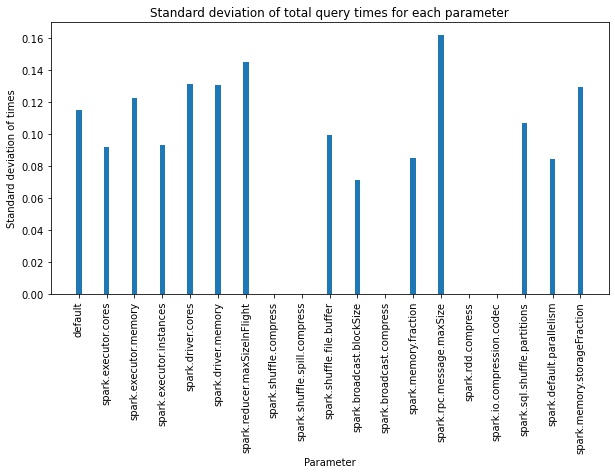 Standard deviation of total query times for each parameter
Standard deviation of times
0.16
0.14
0.12
0.10
0.08
0.06
0.04
0.02
0.00
default
spark.executor.cores
spark.executor.memory
spark.executor.instances
spark.driver.cores
spark.driver.memory
spark.reducer.maxSizeInFlight
spark.shuffle.compress
spark.shuffle.spill.compress
spark.shuffle.file.buffer
spark.broadcast.blockSize
spark.broadcast.compress
spark.memory.fraction
spark.rpc.message.maxSize
spark.rdd.compress
spark.io.compression.codec
spark.sql.shuffle.partitions
spark.default.parallelism
spark.memory.storageFraction
Parameter